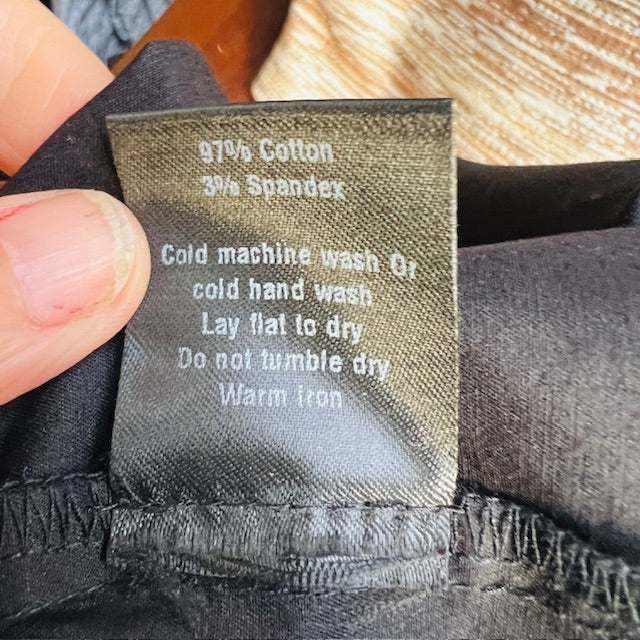 97% Cotton
3% Spandex
Cold machine wash Or
cold hand wash
Lay flat to dry
Do not tumble dry
Warm iron